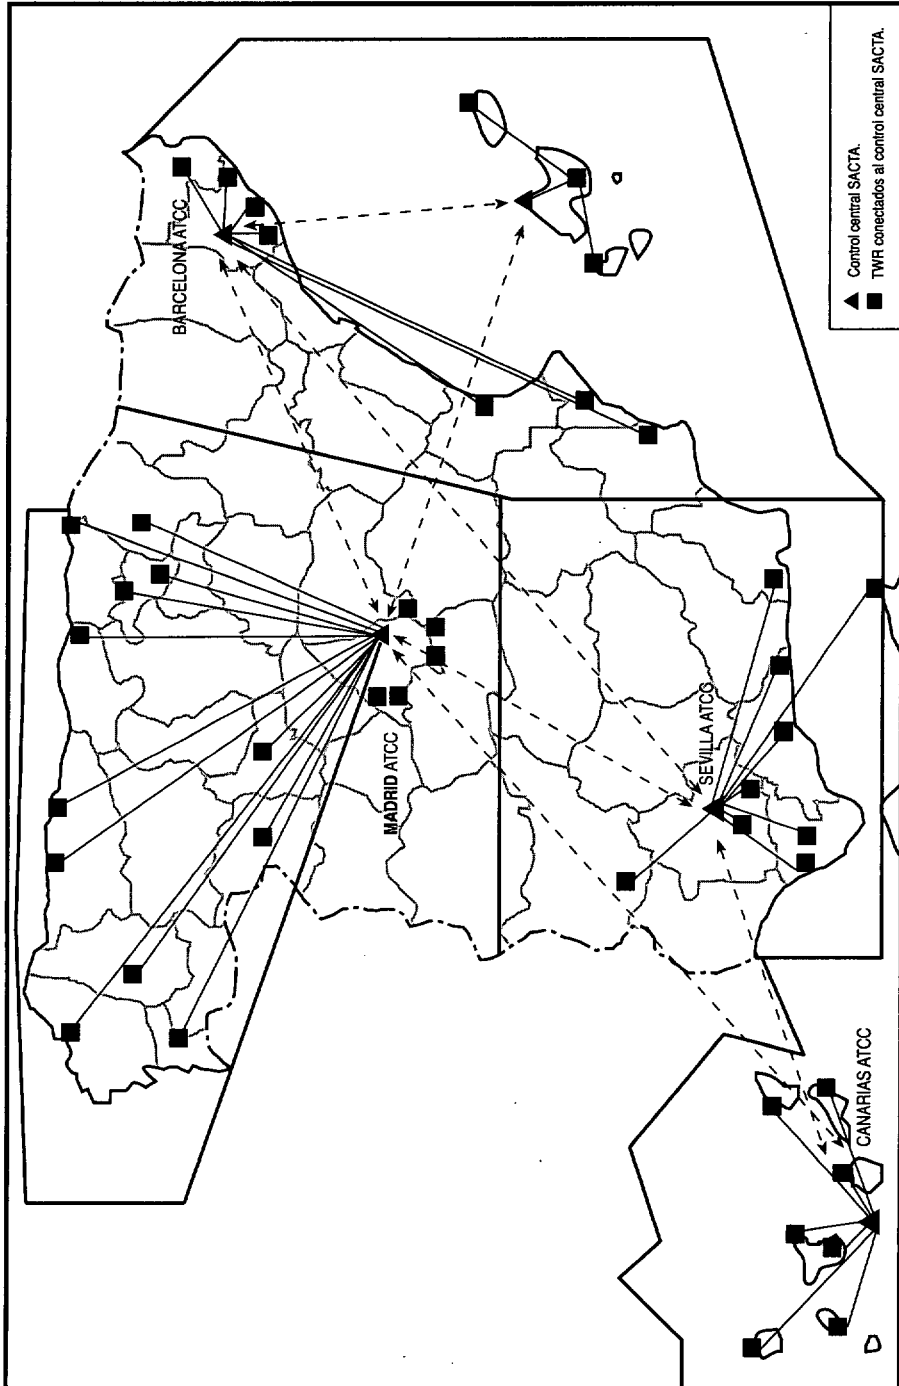 BARCELONA ATCC
MADRID ATCC
SEVILLA ATCC
CANARIAS ATCC
Control central SACTA.
TWR conectados al control central SACTA.